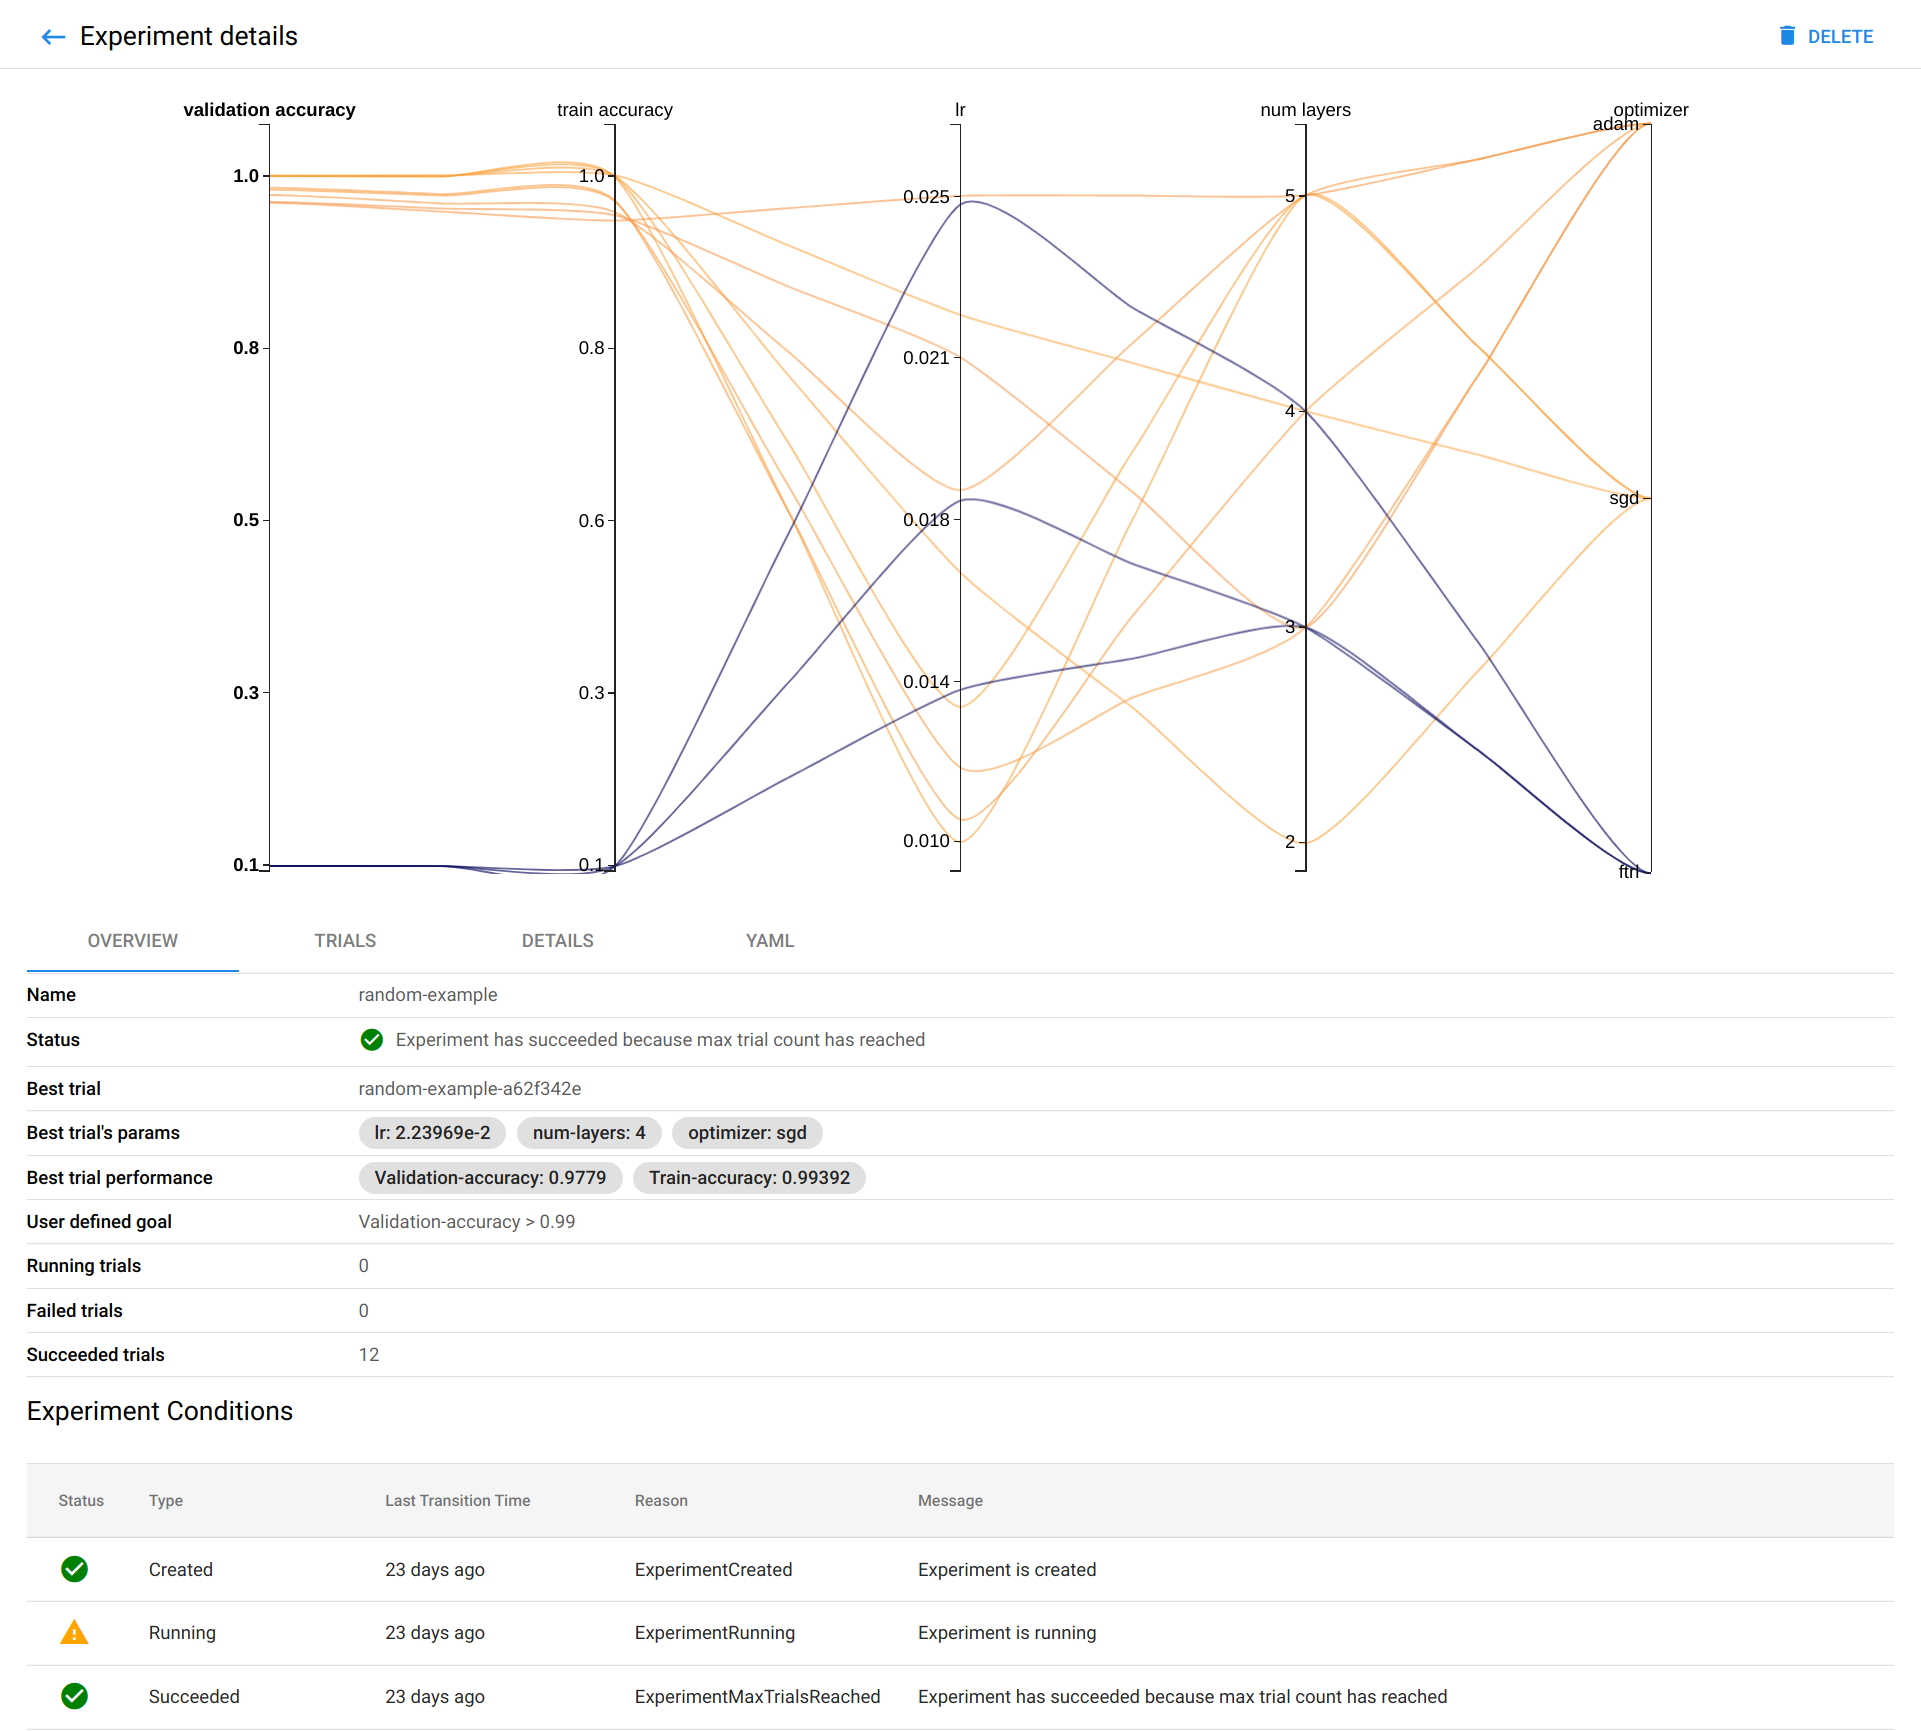 Experiment details
DELETE
validation accuracy train accuracy lr num layers optimizer
adam
1.0 1.0 0.025 5
0.8 0.8 0.021 4
sgd
0.5 0.6 0.018 3
0.3 0.3 0.014
0.1 0.1 0.010 2
ftrl
OVERVIEW TRIALS DETAILS YAML
Name random-example
Status Experiment has succeeded because max trial count has reached
Best trial random-example-a62f342e
Best trial's params lr: 2.23969e-2 num-layers: 4 optimizer: sgd
Best trial performance Validation-accuracy: 0.9779 Train-accuracy: 0.99392
User defined goal Validation-accuracy > 0.99
Running trials 0
Failed trials 0
Succeeded trials 12
Experiment Conditions
Status Type Last Transition Time Reason Message
Created 23 days ago ExperimentCreated Experiment is created
Running 23 days ago ExperimentRunning Experiment is running
Succeeded 23 days ago ExperimentMaxTrialsReached Experiment has succeeded because max trial count has reached